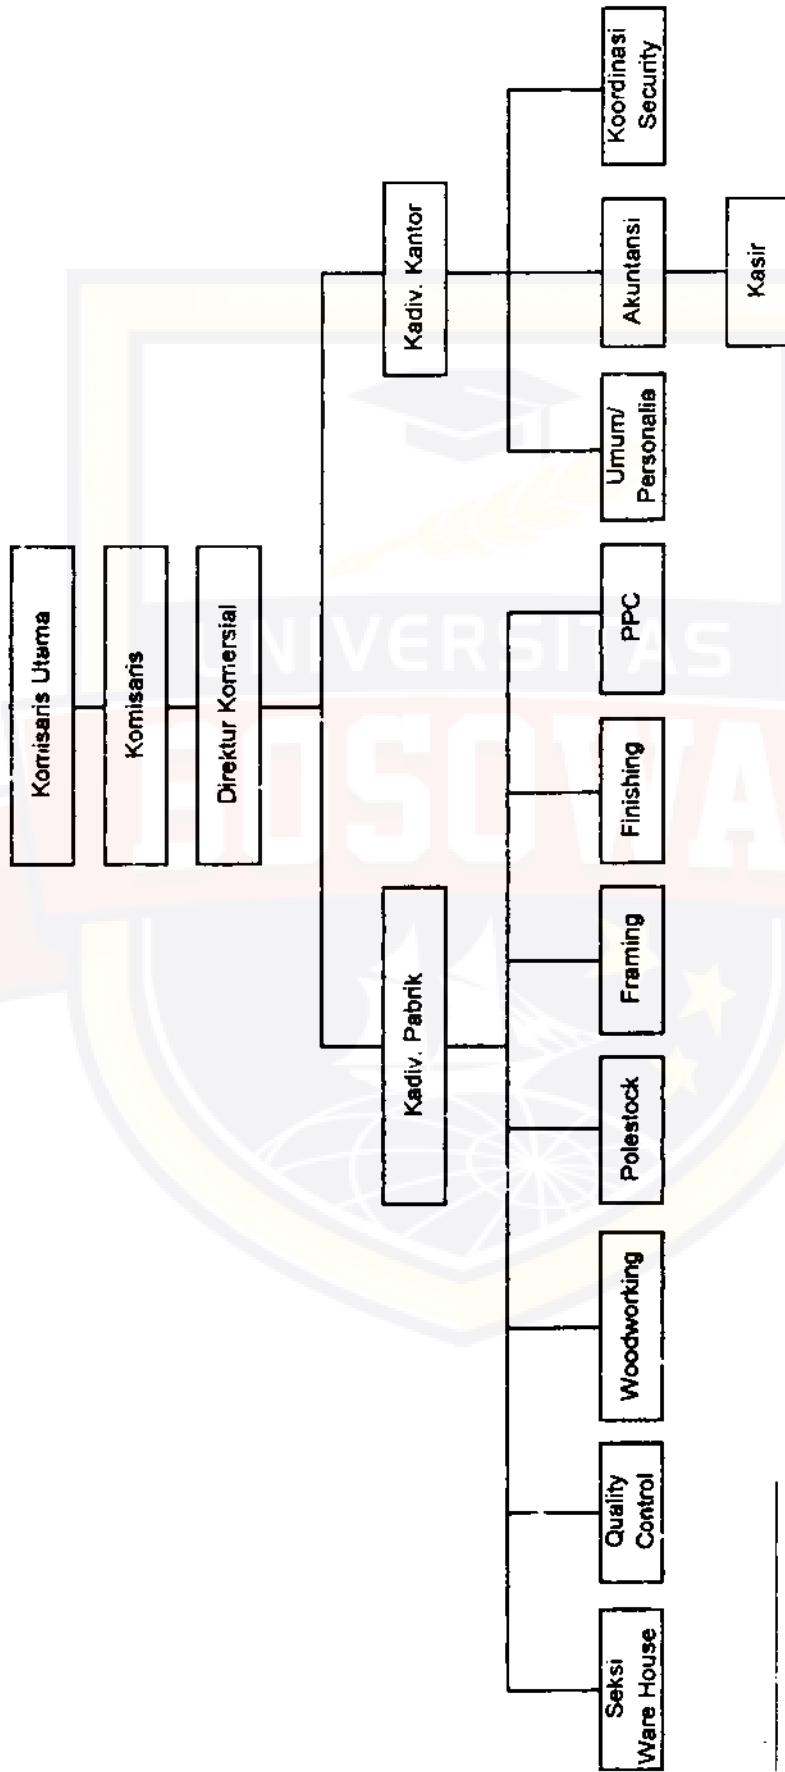 Komisaris Utama
Komisaris
Direktur Komersial
Kadiv. Pabrik
Kadiv. Kantor
Seksi
Ware House
Quality
Control
Woodworking
Polestock
Framing
Finishing
PPC
Umum/
Personalia
Akuntansi
Koordinasi
Security
Kasir
UNIVERSITAS
BOSOWA